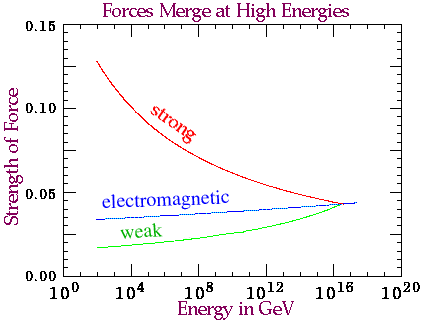 Forces Merge at High Energies
0.15
0.10
0.05
0.00
Strength of Force
strong
electromagnetic
weak
10^0 10^4 10^8 10^12 10^16 10^20
Energy in GeV